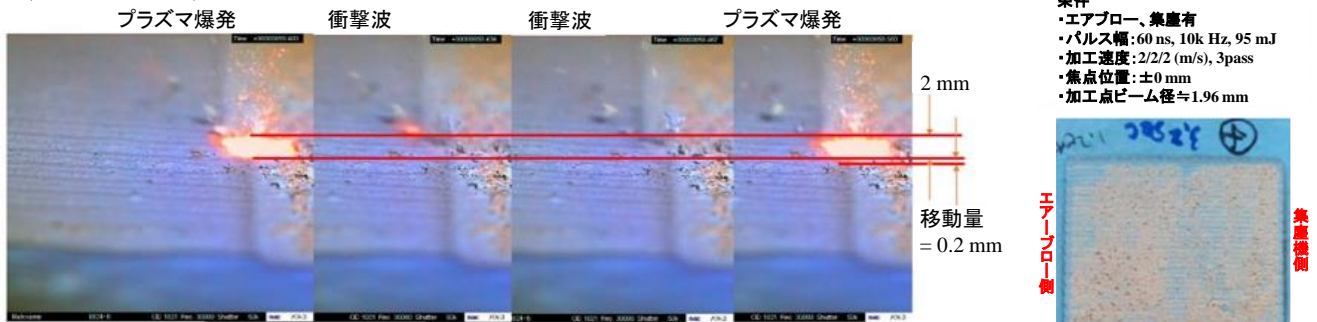 プラズマ爆発
衝撃波
衝撃波
プラズマ爆発
2 mm
移動量
= 0.2 mm
条件
・エアブロー、集塵有
・パルス幅:60 ns, 10k Hz, 95 mJ
・加工速度:2/2/2 (m/s), 3pass
・焦点位置:±0 mm
・加工点ビーム径≒1.96 mm
エアーブロー側
集塵機側